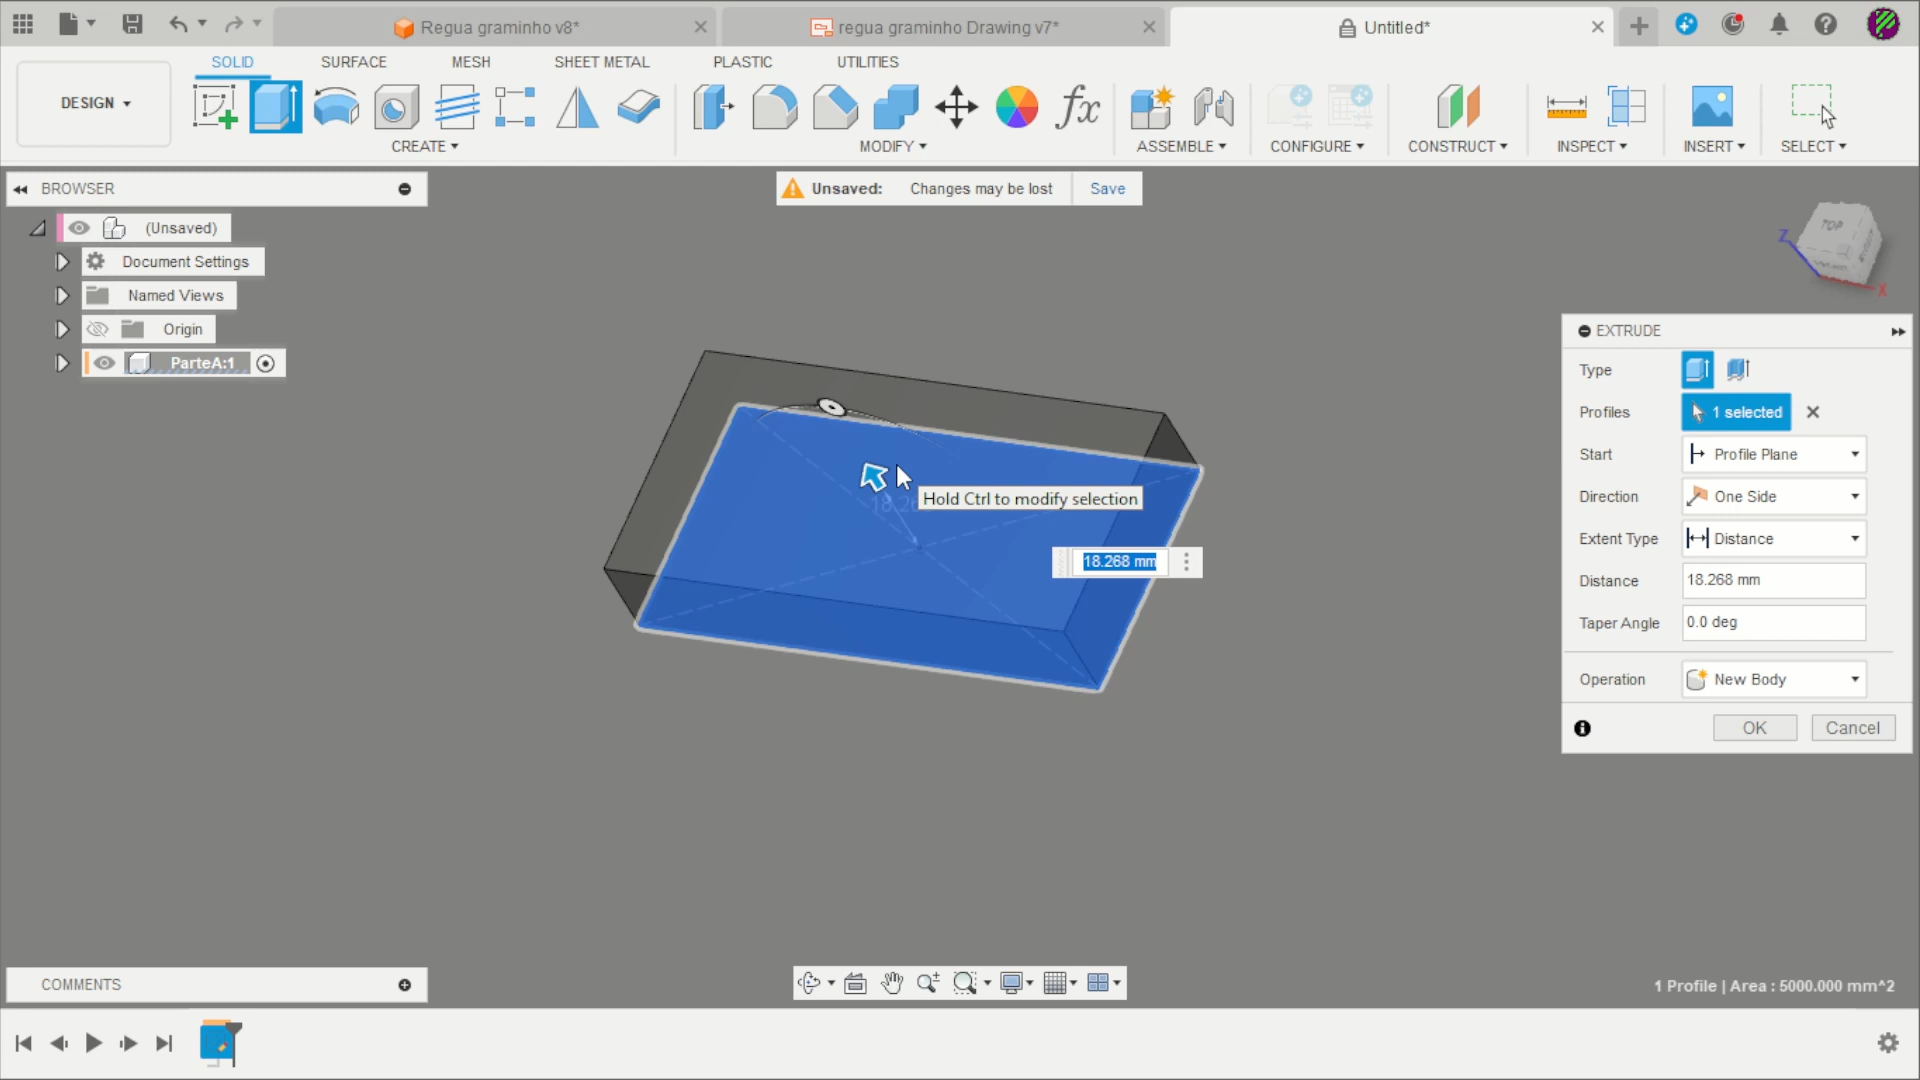 Regua graminho v8*
regua graminho Drawing v7*
Untitled*
SOLID
SURFACE
MESH
SHEET METAL
PLASTIC
UTILITIES
DESIGN
fx
CREATE
MODIFY
ASSEMBLE
CONFIGURE
CONSTRUCT
INSPECT
INSERT
SELECT
BROWSER
Unsaved: Changes may be lost Save
(Unsaved)
Document Settings
Named Views
Origin
ParteA:1
TOP
Z
X
EXTRUDE
Type
Profiles 1 selected
Start Profile Plane
Direction One Side
Extent Type Distance
Distance 18.268 mm
Taper Angle 0.0 deg
Operation New Body
OK Cancel
Hold Ctrl to modify selection
18.268 mm
COMMENTS
1 Profile | Area : 5000.000 mm^2